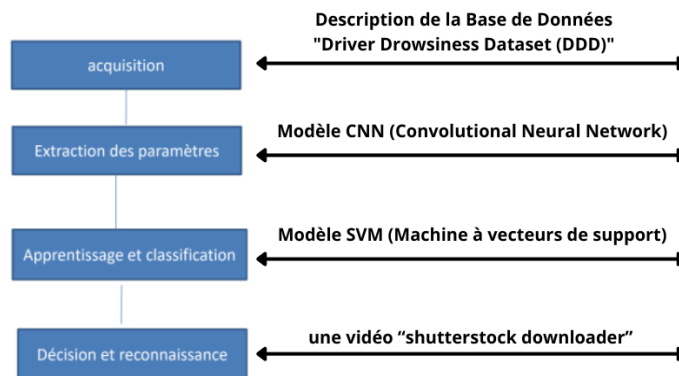 Description de la Base de Données
"Driver Drowsiness Dataset (DDD)"
acquisition
Modèle CNN (Convolutional Neural Network)
Extraction des paramètres
Modèle SVM (Machine à vecteurs de support)
Apprentissage et classification
une vidéo “shutterstock downloader”
Décision et reconnaissance